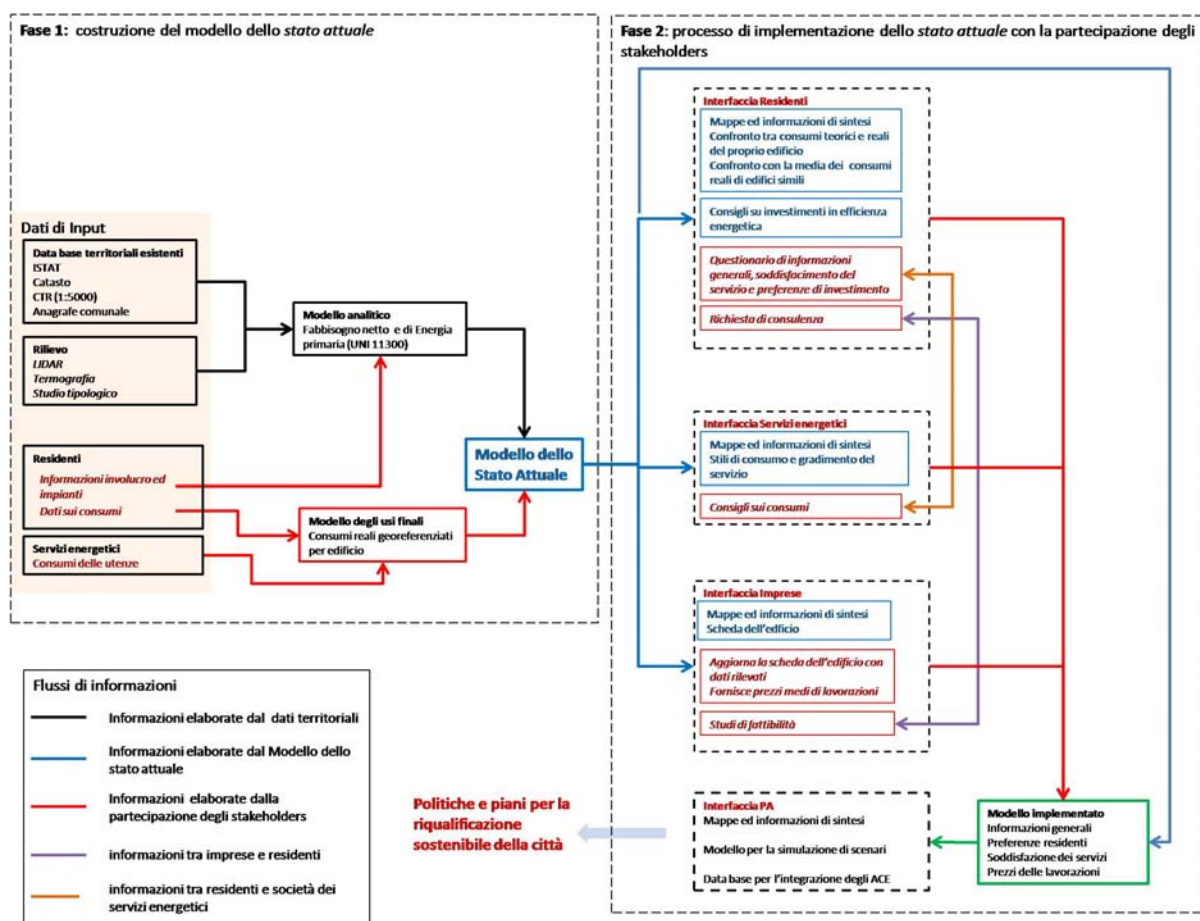 Fase 1: costruzione del modello dello stato attuale
Dati di Input
Data base territoriali esistenti
ISTAT
Catasto
CTR (1:5000)
Anagrafe comunale
Rilievo
LIDAR
Termografia
Studio tipologico
Residenti
Informazioni involucro ed
impianti
Dati sui consumi
Servizi energetici
Consumi delle utenze
Modello analitico
Fabbisogno netto e di Energia
primaria (UNI 11300)
Modello degli usi finali
Consumi reali georeferenziati
per edificio
Modello dello
Stato Attuale
Fase 2: processo di implementazione dello stato attuale con la partecipazione degli
stakeholders
Interfaccia Residenti
Mappe ed informazioni di sintesi
Confronto tra consumi teorici e reali
del proprio edificio
Confronto con la media dei consumi
reali di edifici simili
Consigli su investimenti in efficienza
energetica
Questionario di informazioni
generali, soddisfacimento del
servizio e preferenze di investimento
Richiesta di consulenza
Interfaccia Servizi energetici
Mappe ed informazioni di sintesi
Stili di consumo e gradimento del
servizio
Consigli sui consumi
Interfaccia Imprese
Mappe ed informazioni di sintesi
Scheda dell'edificio
Aggiorna la scheda dell'edificio con
dati rilevati
Fornisce prezzi medi di lavorazioni
Studi di fattibilità
Interfaccia PA
Mappe ed informazioni di sintesi
Modello per la simulazione di scenari
Data base per l'integrazione degli ACE
Modello implementato
Informazioni generali
Preferenze residenti
Soddisfazione dei servizi
Prezzi delle lavorazioni
Politiche e piani per la
riqualificazione
sostenibile della città
Flussi di informazioni
Informazioni elaborate dal dati territoriali
Informazioni elaborate dal Modello dello
stato attuale
Informazioni elaborate dalla
partecipazione degli stakeholders
informazioni tra imprese e residenti
informazioni tra residenti e società dei
servizi energetici